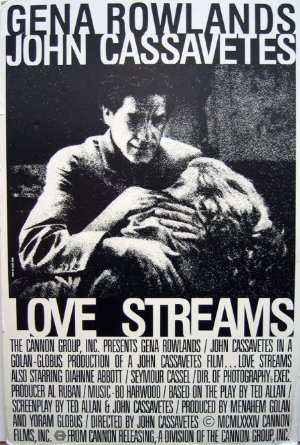 GENA ROWLANDS
JOHN CASSAVETES
LOVE STREAMS
THE CANNON GROUP, INC. PRESENTS GENA ROWLANDS / JOHN CASSAVETES IN A
GOLAN-GLOBUS PRODUCTION OF A JOHN CASSAVETES FILM...LOVE STREAMS
ALSO STARRING DIAHNNE ABBOTT / SEYMOUR CASSEL / DIR. OF PHOTOGRAPHY & EXEC.
PRODUCER AL RUBAN / MUSIC-BO HARWOOD / BASED ON THE PLAY BY TED ALLAN /
SCREENPLAY BY TED ALLAN & JOHN CASSAVETES / PRODUCED BY MENAHEM GOLAN
AND YORAM GLOBUS / DIRECTED BY JOHN CASSAVETES © MCMLXXXIV CANNON
FILMS, INC. FROM CANNON RELEASING, A DIVISION OF THE CANNON GROUP, INC.